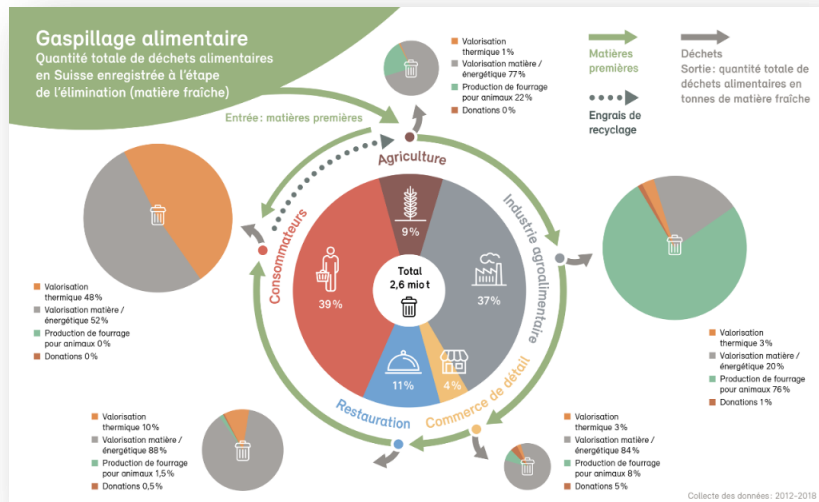 Gaspillage alimentaire
Quantité totale de déchets alimentaires
en Suisse enregistrée à l'étape
de l'élimination (matière fraîche)
Valorisation
thermique 1%
Valorisation matière /
énergétique 77%
Production de fourrage
pour animaux 22%
Donations 0%
Matières
premières
Engrais de
recyclage
Déchets
Sortie : quantité totale de
déchets alimentaires en
tonnes de matière fraîche
Entrée : matières premières
Agriculture
9%
Industrie agroalimentaire
37%
Consommateurs
39%
Total
2,6 mio t
11%
4%
Restauration
Commerce de détail
Valorisation
thermique 48%
Valorisation matière /
énergétique 52%
Production de fourrage
pour animaux 0%
Donations 0%
Valorisation
thermique 3%
Valorisation matière /
énergétique 20%
Production de fourrage
pour animaux 76%
Donations 1%
Valorisation
thermique 10%
Valorisation matière /
énergétique 88%
Production de fourrage
pour animaux 1,5%
Donations 0,5%
Valorisation
thermique 3%
Valorisation matière /
énergétique 84%
Production de fourrage
pour animaux 8%
Donations 5%
Collecte des données : 2012-2018